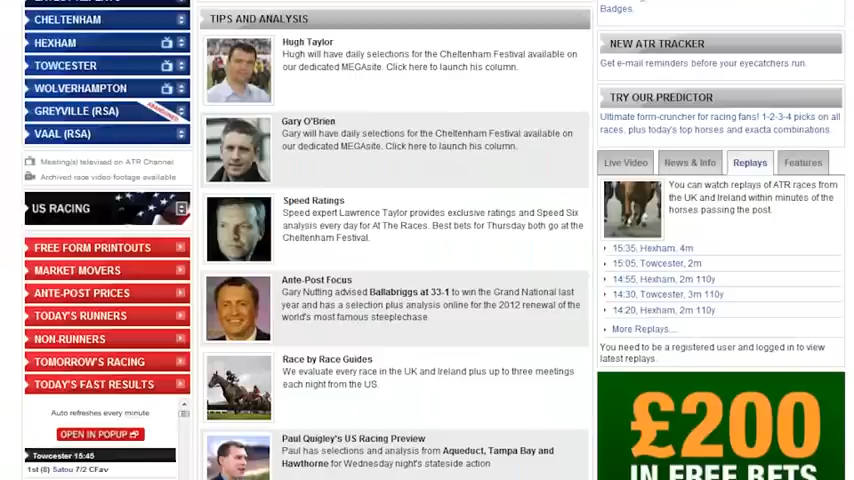 CHELTENHAM
HEXHAM
TOWCESTER
WOLVERHAMPTON
GREYVILLE (RSA)
ABANDONED
VAAL (RSA)
Meeting(s) televised on ATR Channel
Archived race video footage available
US RACING
FREE FORM PRINTOUTS
MARKET MOVERS
ANTE-POST PRICES
TODAY'S RUNNERS
NON-RUNNERS
TOMORROW'S RACING
TODAY'S FAST RESULTS
Auto refreshes every minute
OPEN IN POPUP
Towcester 15:45
1st (8) Satou 7/2 CFav
TIPS AND ANALYSIS
Hugh Taylor
Hugh will have daily selections for the Cheltenham Festival available on
our dedicated MEGAsite. Click here to launch his column.
Gary O'Brien
Gary will have daily selections for the Cheltenham Festival available on
our dedicated MEGAsite. Click here to launch his column.
Speed Ratings
Speed expert Lawrence Taylor provides exclusive ratings and Speed Six
analysis every day for At The Races. Best bets for Thursday both go at the
Cheltenham Festival.
Ante-Post Focus
Gary Nutting advised Ballabriggs at 33-1 to win the Grand National last
year and has a selection plus analysis online for the 2012 renewal of the
world's most famous steeplechase
Race by Race Guides
We evaluate every race in the UK and Ireland plus up to three meetings
each night from the US.
Paul Quigley's US Racing Preview
Paul has selections and analysis from Aqueduct, Tampa Bay and
Hawthorne for Wednesday night's stateside action
Badges.
NEW ATR TRACKER
Get e-mail reminders before your eyecatchers run.
TRY OUR PREDICTOR
Ultimate form-cruncher for racing fans! 1-2-3-4 picks on all
races, plus today's top horses and exacta combinations.
Live Video
News & Info
Replays
Features
You can watch replays of ATR races from
the UK and Ireland within minutes of the
horses passing the post.
15:35, Hexham, 4m
15:05, Towcester, 2m
14:55, Hexham, 2m 110y
14:30, Towcester, 3m 110y
14:20, Hexham, 2m 110y
More Replays....
You need to be a registered user and logged in to view
latest replays.
£200
IN FREE BETS